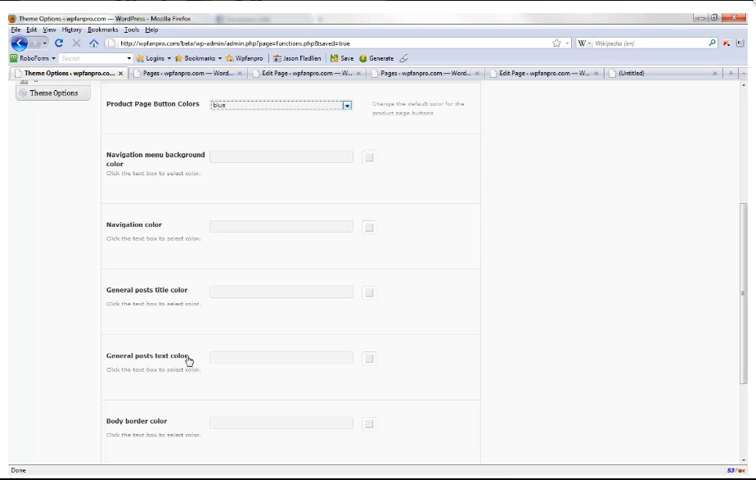 Theme Options ‹ wpfanpro.com — WordPress - Mozilla Firefox
File Edit View History Bookmarks Tools Help
http://wpfanpro.com/beta/wp-admin/admin.php?page=functions.php&saved=true
Wikipedia (en)
RoboForm Search Logins Bookmarks Wpfanpro Jason Fladlien Save Generate
Theme Options ‹ wpfanpro.co... Pages ‹ wpfanpro.com — Word... Edit Page ‹ wpfanpro.com — W... Pages ‹ wpfanpro.com — Word... Edit Page ‹ wpfanpro.com — W... (Untitled)
Theme Options
Product Page Button Colors
blue
Change the default color for the
product page buttons
Navigation menu background
color
Click the text box to select color.
Navigation color
Click the text box to select color.
General posts title color
Click the text box to select color.
General posts text color
Click the text box to select color.
Body border color
Click the text box to select color.
Done